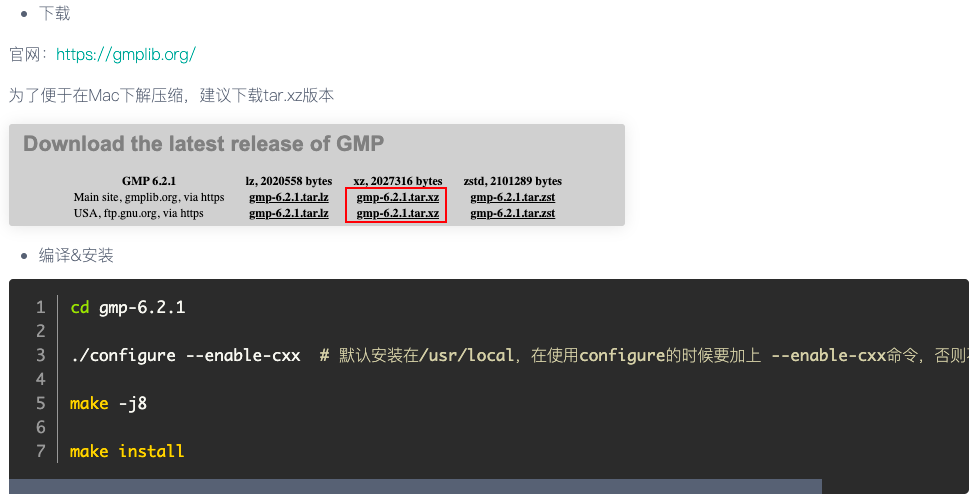 下载
官网：https://gmplib.org/
为了便于在Mac下解压缩，建议下载tar.xz版本
Download the latest release of GMP
GMP 6.2.1 lz, 2020558 bytes xz, 2027316 bytes zstd, 2101289 bytes
Main site, gmplib.org, via https gmp-6.2.1.tar.lz gmp-6.2.1.tar.xz gmp-6.2.1.tar.zst
USA, ftp.gnu.org, via https gmp-6.2.1.tar.lz gmp-6.2.1.tar.xz gmp-6.2.1.tar.zst
编译&安装
1 cd gmp-6.2.1
2
3 ./configure --enable-cxx # 默认安装在/usr/local，在使用configure的时候要加上 --enable-cxx命令，否则
4
5 make -j8
6
7 make install